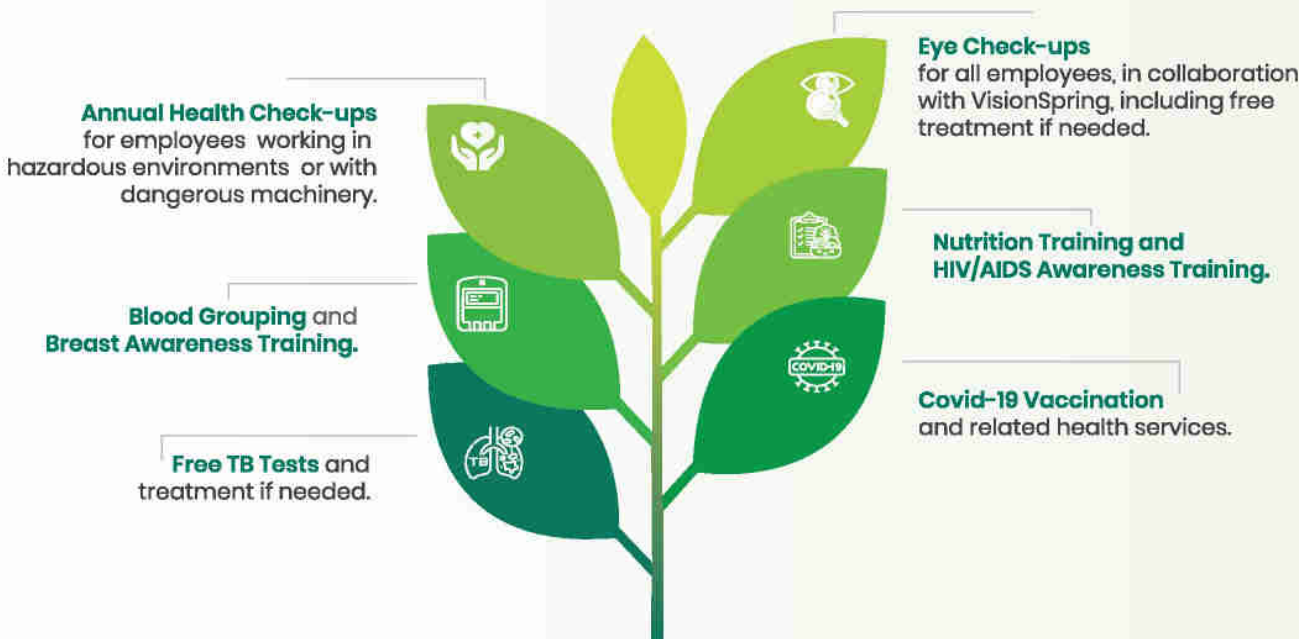 Annual Health Check-ups
for employees working in
hazardous environments or with
dangerous machinery.
Blood Grouping and
Breast Awareness Training.
Free TB Tests and
treatment if needed.
TB
Eye Check-ups
for all employees, in collaboration
with VisionSpring, including free
treatment if needed.
Nutrition Training and
HIV/AIDS Awareness Training.
COVID-19
Covid-19 Vaccination
and related health services.